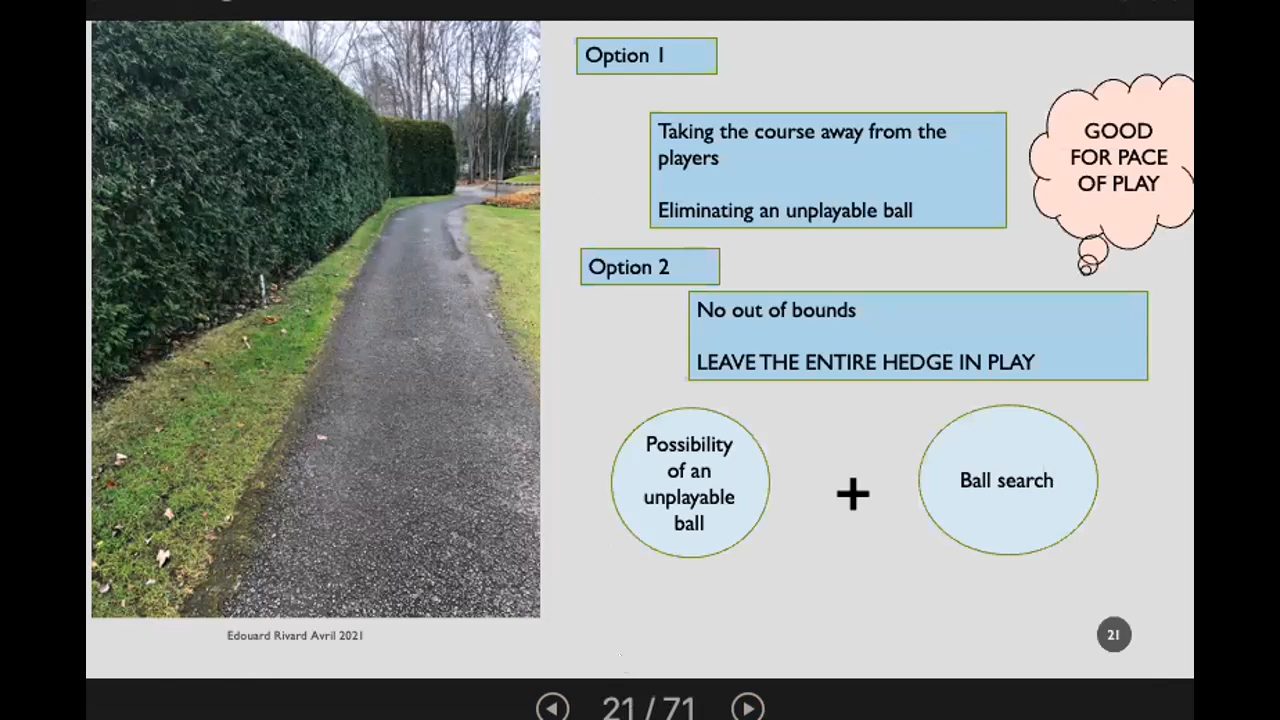 Option 1
Taking the course away from the
players
Eliminating an unplayable ball
GOOD
FOR PACE
OF PLAY
Option 2
No out of bounds
LEAVE THE ENTIRE HEDGE IN PLAY
Possibility
of an
unplayable
ball
+
Ball search
Edouard Rivard Avril 2021
21
21 / 71